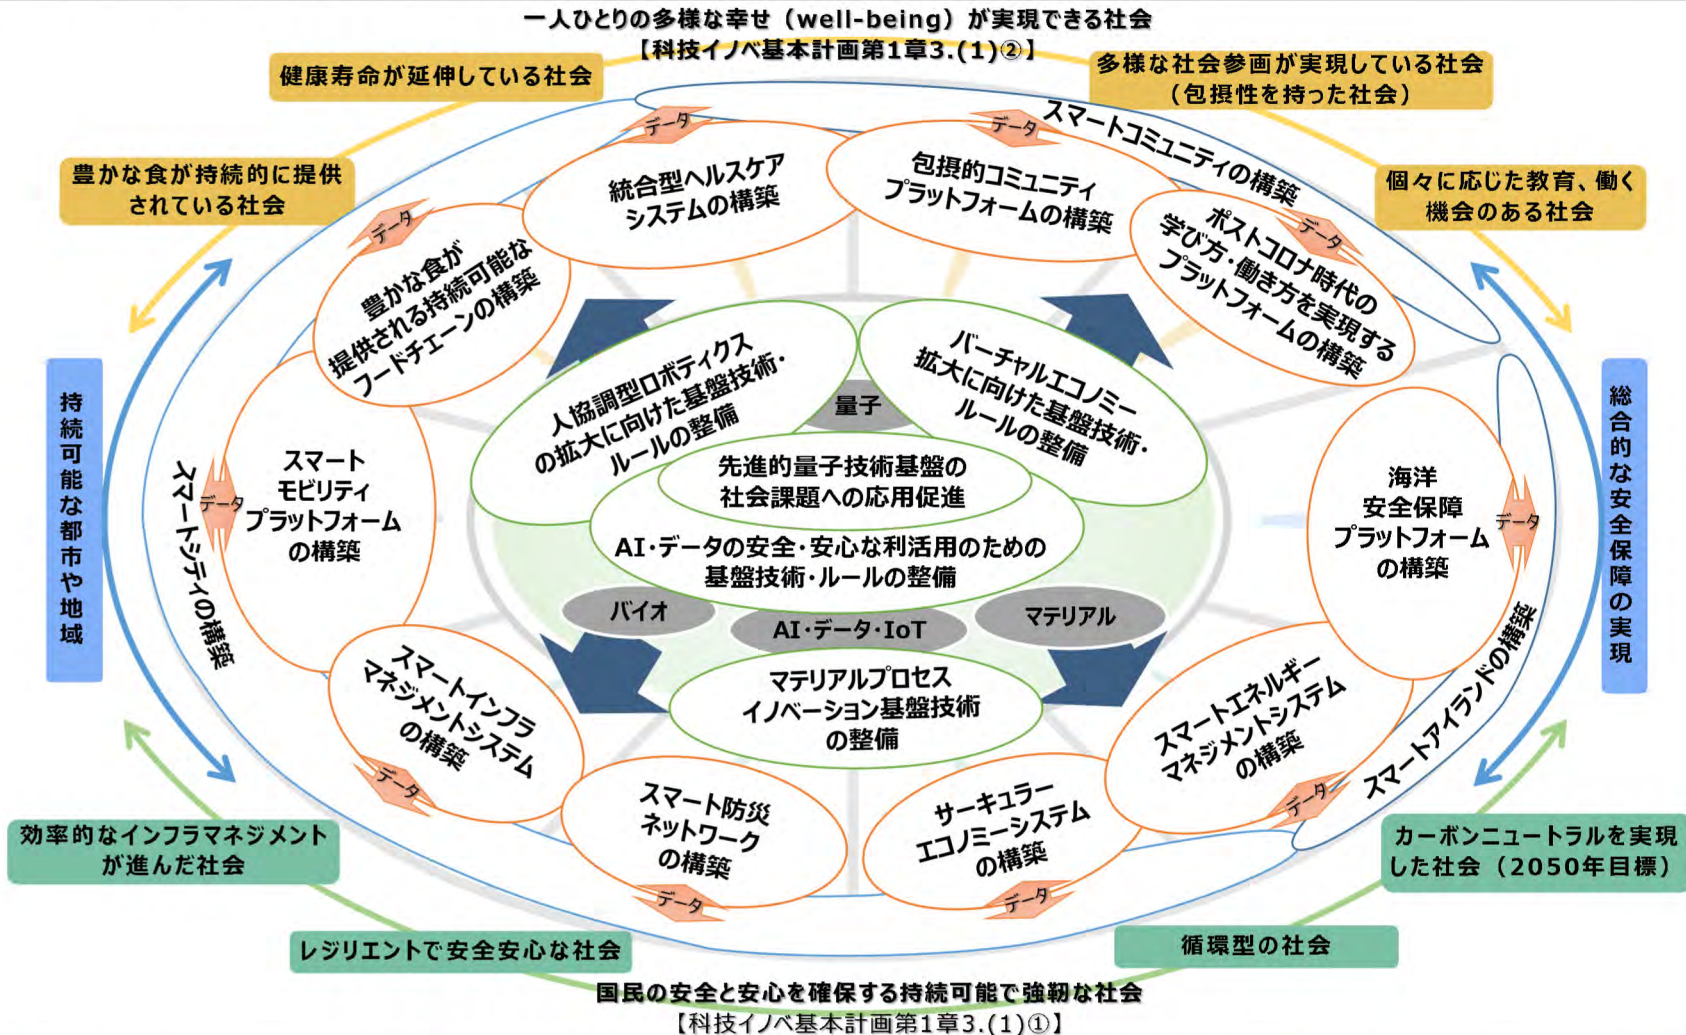 一人ひとりの多様な幸せ（well-being）が実現できる社会
【科技イノベ基本計画第1章3.(1)②】
健康寿命が延伸している社会
多様な社会参画が実現している社会
（包摂性を持った社会）
豊かな食が持続的に提供
されている社会
個々に応じた教育、働く
機会のある社会
データ
データ
スマートコミュニティの構築
統合型ヘルスケア
システムの構築
包摂的コミュニティ
プラットフォームの構築
データ
豊かな食が
提供される持続可能な
フードチェーンの構築
データ
ポストコロナ時代の
学び方・働き方を実現する
プラットフォームの構築
人協調型ロボティクス
の拡大に向けた基盤技術・
ルールの整備
バーチャルエコノミー
拡大に向けた基盤技術・
ルールの整備
量子
持続可能な都市や地域
スマートシティの構築
データ
スマート
モビリティ
プラットフォーム
の構築
先進的量子技術基盤の
社会課題への応用促進
AI・データの安全・安心な利活用のための
基盤技術・ルールの整備
海洋
安全保障
プラットフォーム
の構築
データ
総合的な安全保障の実現
バイオ
AI・データ・IoT
マテリアル
マテリアルプロセス
イノベーション基盤技術
の整備
スマートインフラ
マネジメントシステム
の構築
データ
スマートエネルギー
マネジメントシステム
の構築
データ
スマートアイランドの構築
スマート防災
ネットワーク
の構築
データ
サーキュラー
エコノミーシステム
の構築
データ
効率的なインフラマネジメント
が進んだ社会
カーボンニュートラルを実現
した社会（2050年目標）
レジリエントで安全安心な社会
循環型の社会
国民の安全と安心を確保する持続可能で強靭な社会
【科技イノベ基本計画第1章3.(1)①】